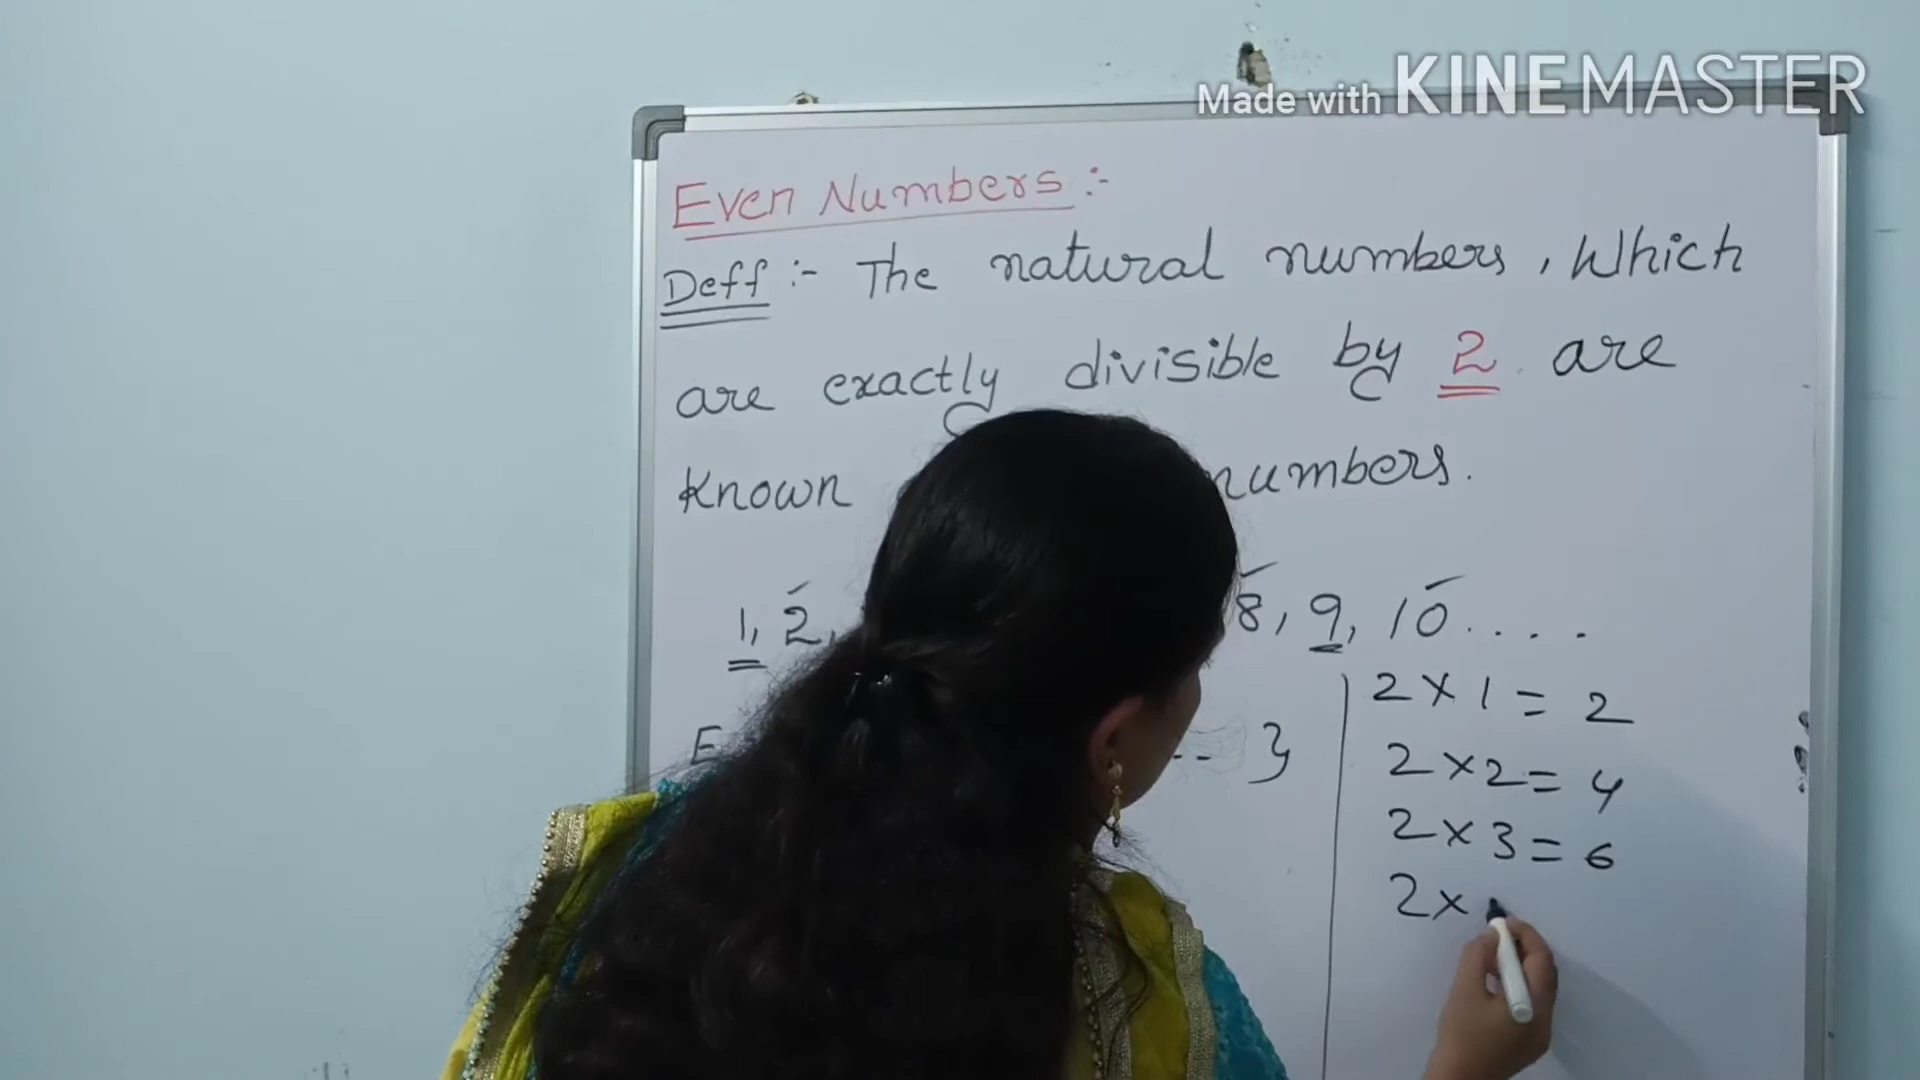 Made with KINEMASTER
Even Numbers :-
Deff :- The natural numbers, Which
are exactly divisible by 2 are
Known numbers.
1, 2, 8, 9, 10....
E -- }
2 × 1 = 2
2 × 2 = 4
2 × 3 = 6
2 ×